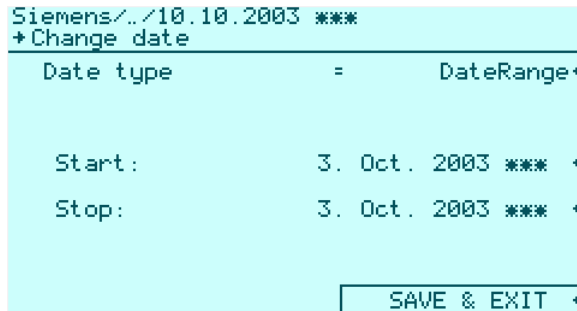 Siemens/../10.10.2003 ***
Change date
Date type = DateRange
Start: 3. Oct. 2003 ***
Stop: 3. Oct. 2003 ***
SAVE & EXIT